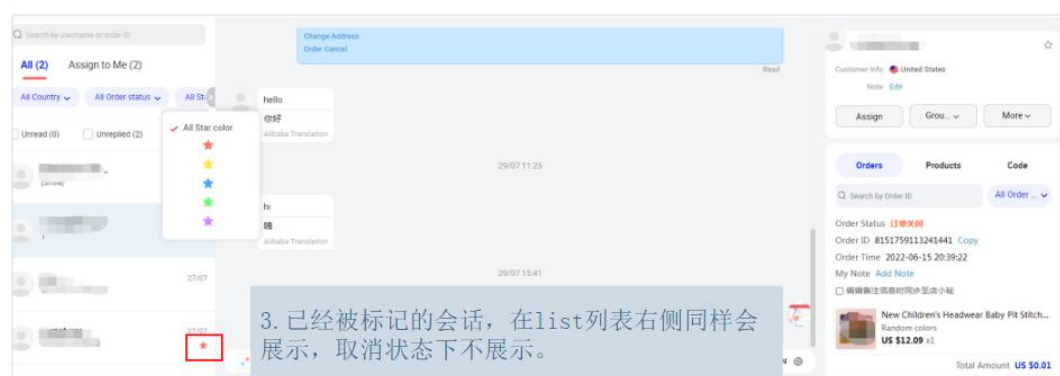 Search by username or order ID
All (2)
Assign to Me (2)
All Country
All Order status
All St
Unread (0)
Unreplied (2)
All Star color
27/07
27/07
Change Address
Order Cancel
Read
hello
你好
Alibaba Translation
29/07 11:25
hi
嗨
Alibaba Translation
29/07 15:41
3.已经被标记的会话，在list列表右侧同样会
展示，取消状态下不展示。
Customer Info
United States
Note Edit
Assign
Grou...
More
Orders
Products
Code
Search by Order ID
All Order ...
Order Status 订单关闭
Order ID 8151759113241441 Copy
Order Time 2022-06-15 20:39:22
My Note Add Note
编辑备注信息时同步至店小秘
New Children's Headwear Baby Pit Stitch...
Random colors
US $12.09 x1
Total Amount US $0.01